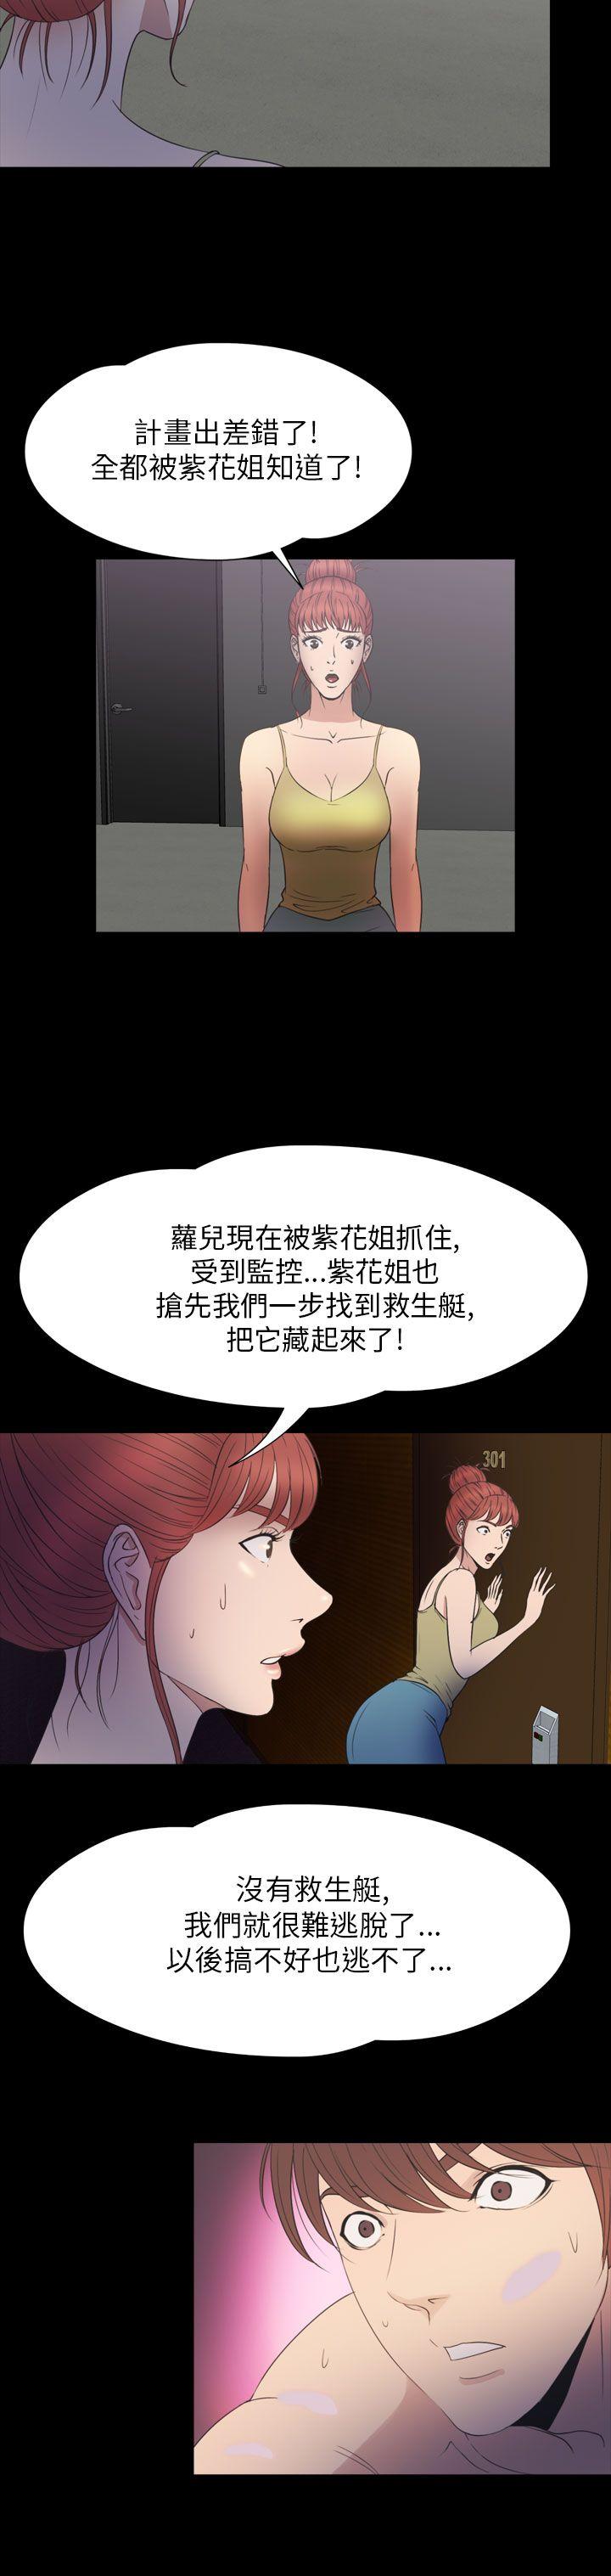 計畫出差錯了!
全都被紫花姐知道了!
蘿兒現在被紫花姐抓住,
受到監控...紫花姐也
搶先我們一步找到救生艇,
把它藏起來了!
301
沒有救生艇,
我們就很難逃脫了...
以後搞不好也逃不了...